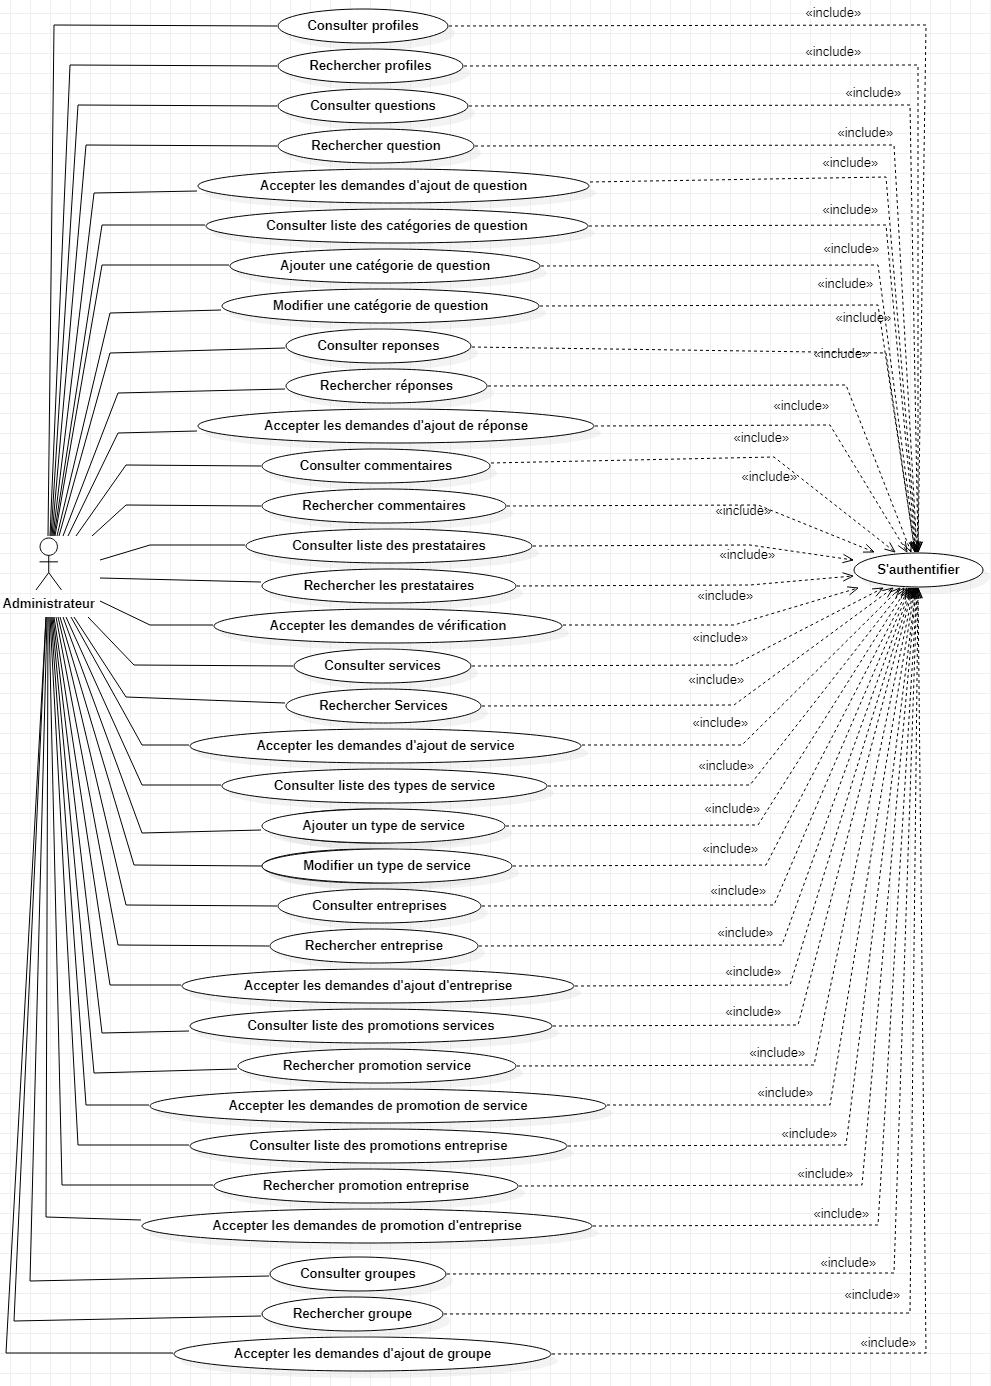 Consulter profiles
«include»
Rechercher profiles
«include»
Consulter questions
«include»
Rechercher question
«include»
Accepter les demandes d'ajout de question
«include»
Consulter liste des catégories de question
«include»
Ajouter une catégorie de question
«include»
Modifier une catégorie de question
«include»
Consulter reponses
«include»
Rechercher réponses
«include»
Accepter les demandes d'ajout de réponse
«include»
Consulter commentaires
«include»
Rechercher commentaires
«include»
Consulter liste des prestataires
«include»
Rechercher les prestataires
«include»
S'authentifier
Administrateur
Accepter les demandes de vérification
«include»
Consulter services
«include»
Rechercher Services
«include»
Accepter les demandes d'ajout de service
«include»
Consulter liste des types de service
«include»
Ajouter un type de service
«include»
Modifier un type de service
«include»
Consulter entreprises
«include»
Rechercher entreprise
«include»
Accepter les demandes d'ajout d'entreprise
«include»
Consulter liste des promotions services
«include»
Rechercher promotion service
«include»
Accepter les demandes de promotion de service
«include»
Consulter liste des promotions entreprise
«include»
Rechercher promotion entreprise
«include»
Accepter les demandes de promotion d'entreprise
«include»
Consulter groupes
«include»
Rechercher groupe
«include»
Accepter les demandes d'ajout de groupe
«include»